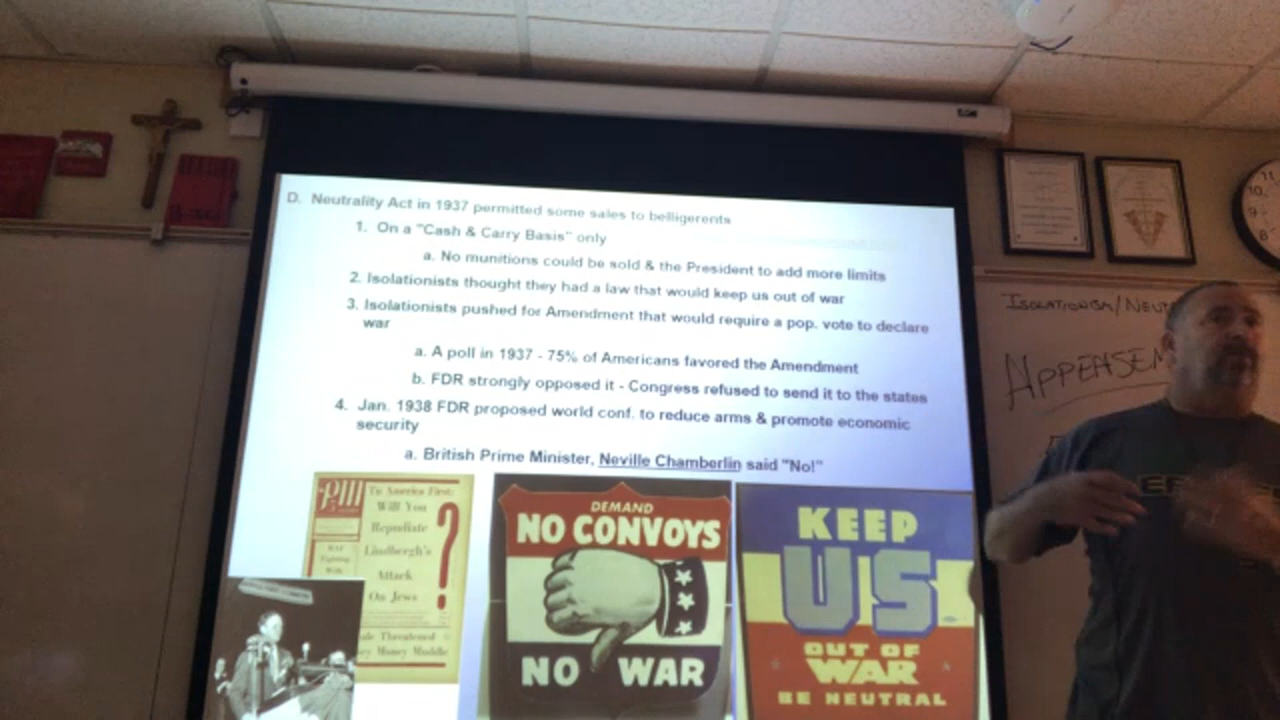 D. Neutrality Act in 1937 permitted some sales to belligerents
1. On a "Cash & Carry Basis" only
a. No munitions could be sold & the President to add more limits
2. Isolationists thought they had a law that would keep us out of war
3. Isolationists pushed for Amendment that would require a pop. vote to declare
war
a. A poll in 1937 - 75% of Americans favored the Amendment
b. FDR strongly opposed it - Congress refused to send it to the states
4. Jan. 1938 FDR proposed world conf. to reduce arms & promote economic
security
a. British Prime Minister, Neville Chamberlin said "No!"
PM
To America First:
Will You
Repudiate
Lindbergh's
Attack
On Jews
?
DEMAND
NO CONVOYS
NO WAR
KEEP
US
OUT OF
WAR
BE NEUTRAL
ISOLATIONISM/NEUT
APPEASEM
11
10
9
8